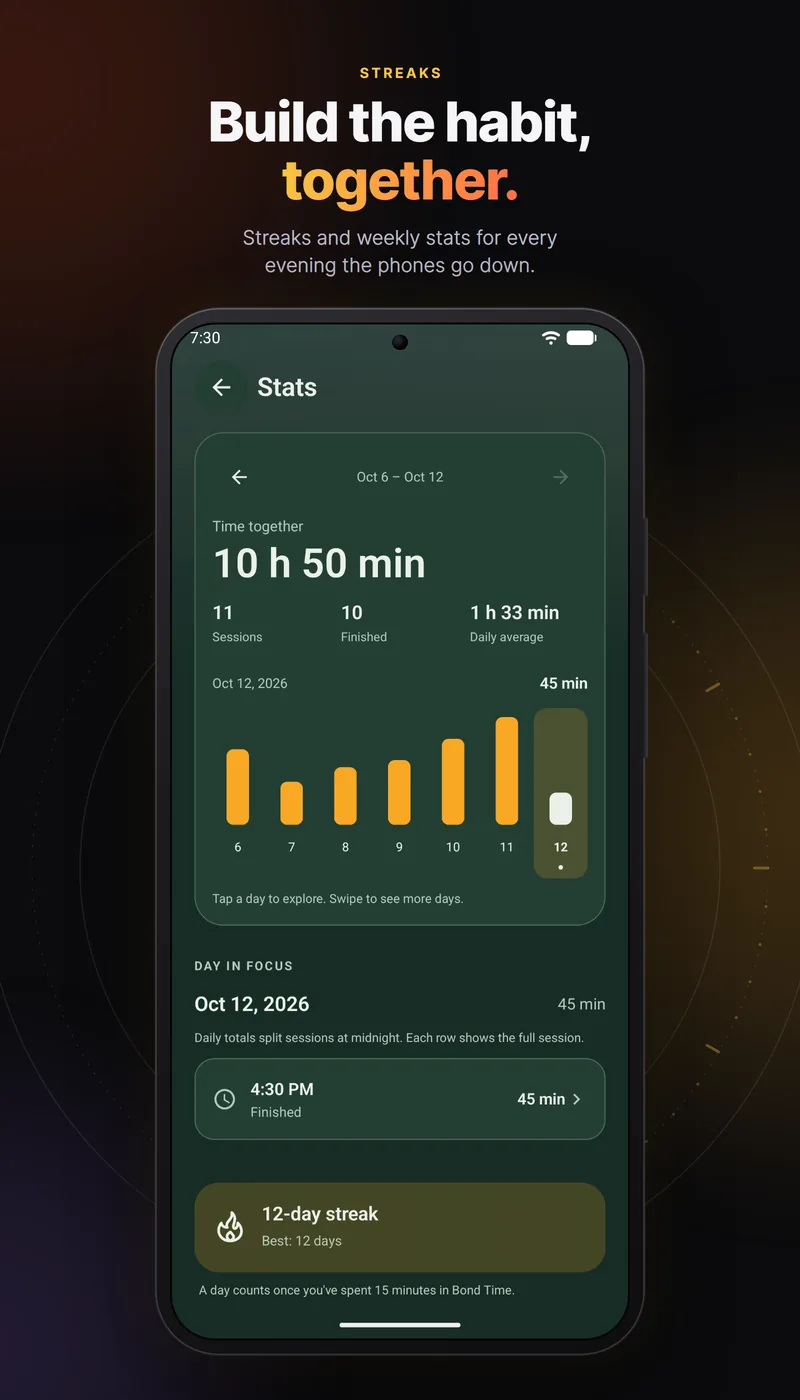 STREAKS
Build the habit,
together.
Streaks and weekly stats for every
evening the phones go down.
7:30
Stats
Oct 6 – Oct 12
Time together
10 h 50 min
11 10 1 h 33 min
Sessions Finished Daily average
Oct 12, 2026 45 min
6 7 8 9 10 11 12
Tap a day to explore. Swipe to see more days.
DAY IN FOCUS
Oct 12, 2026 45 min
Daily totals split sessions at midnight. Each row shows the full session.
4:30 PM
Finished
45 min
12-day streak
Best: 12 days
A day counts once you've spent 15 minutes in Bond Time.